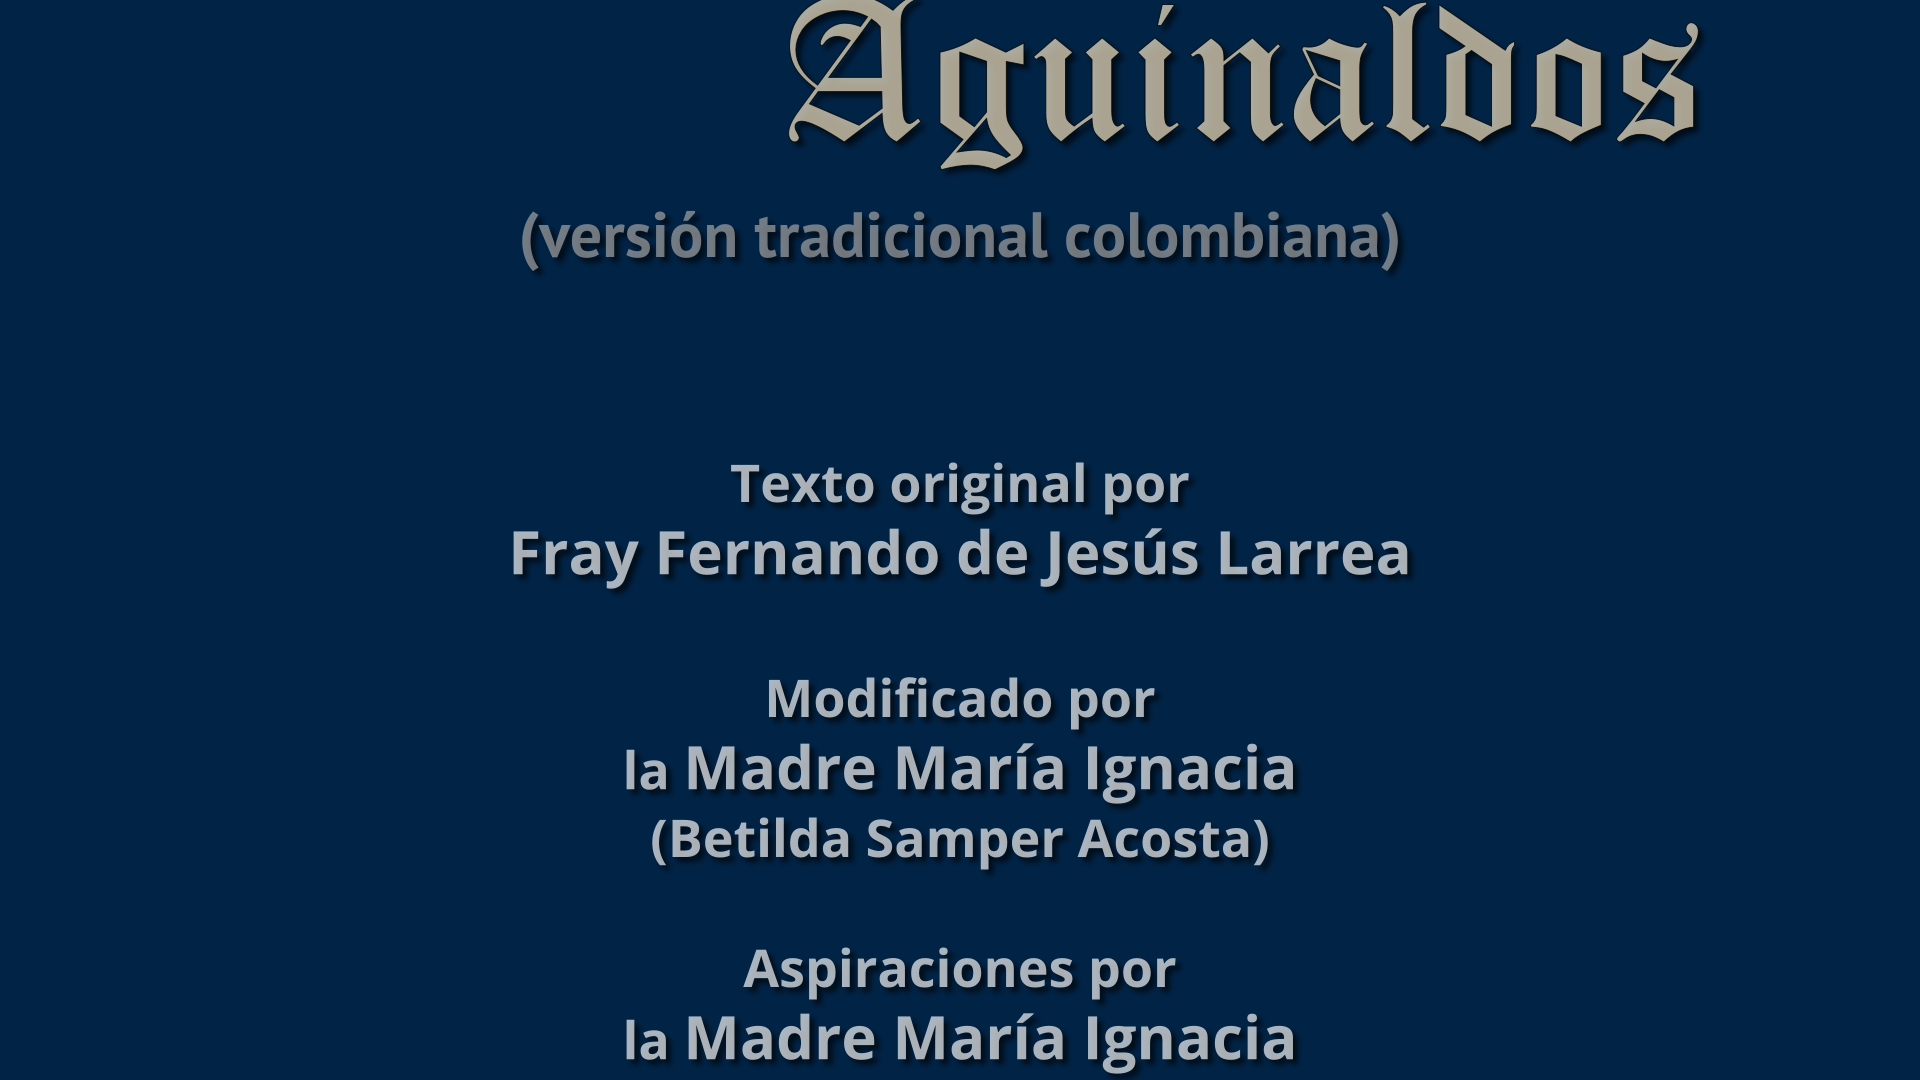 Aguinaldos
(versión tradicional colombiana)
Texto original por
Fray Fernando de Jesús Larrea
Modificado por
la Madre María Ignacia
(Betilda Samper Acosta)
Aspiraciones por
la Madre María Ignacia